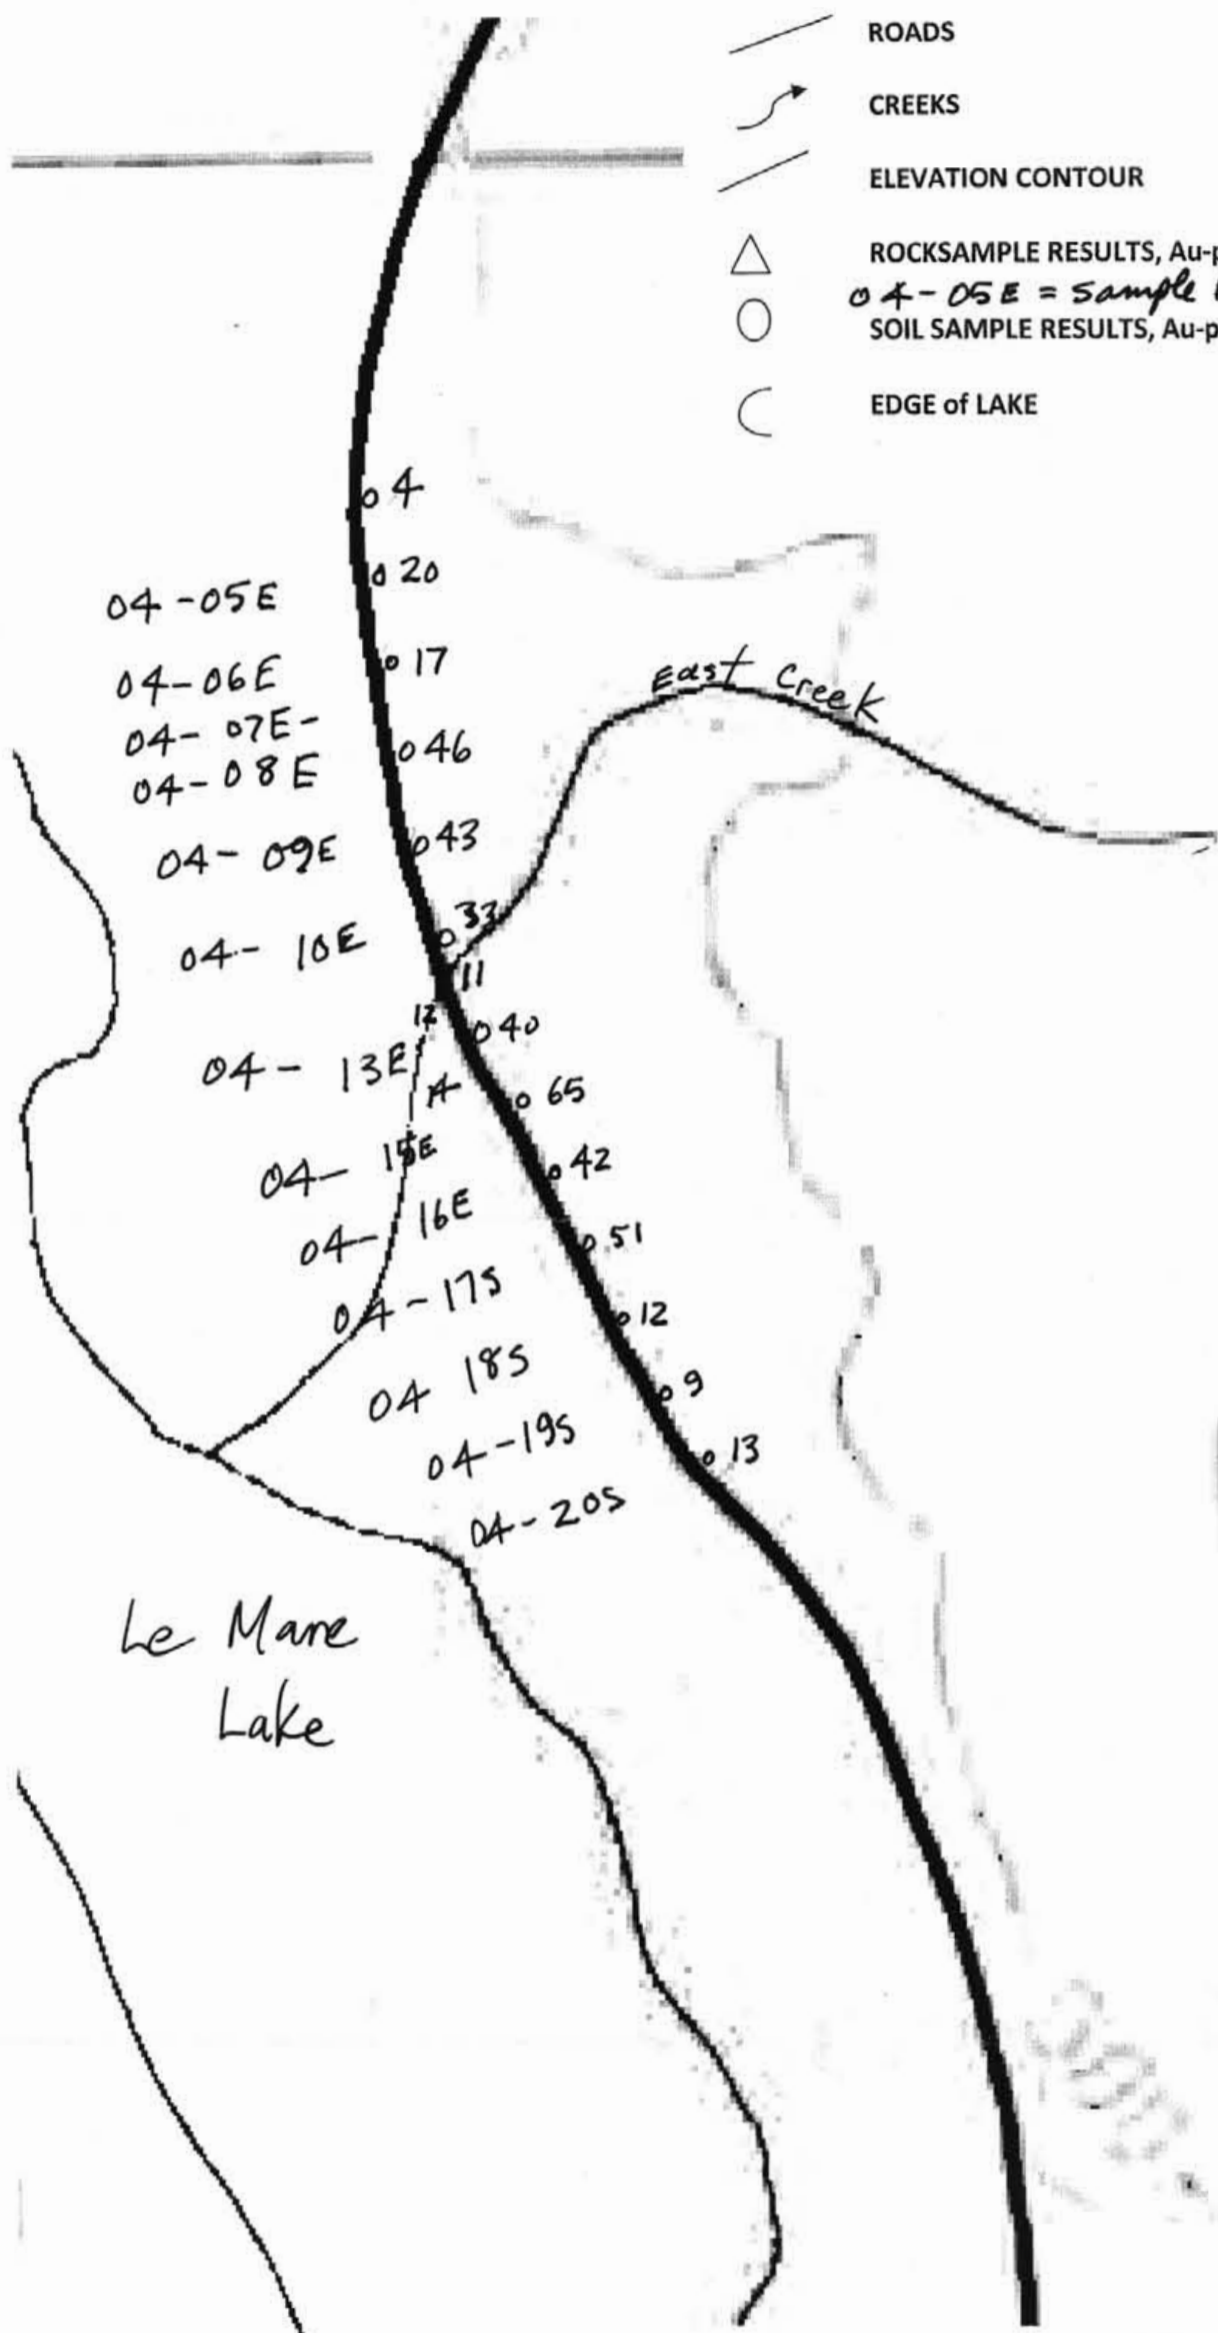 ROADS
CREEKS
ELEVATION CONTOUR
ROCKSAMPLE RESULTS, Au-p
04-05E = Sample
SOIL SAMPLE RESULTS, Au-p
EDGE of LAKE
4
20
04-05E
17
04-06E
East Creek
04-07E-
46
04-08E
43
04-09E
33
04-10E
11
12
40
04-13E
14
65
04-15E
42
04-16E
51
04-17S
12
04 18S
9
04-19S
13
04-20S
Le Mare
Lake